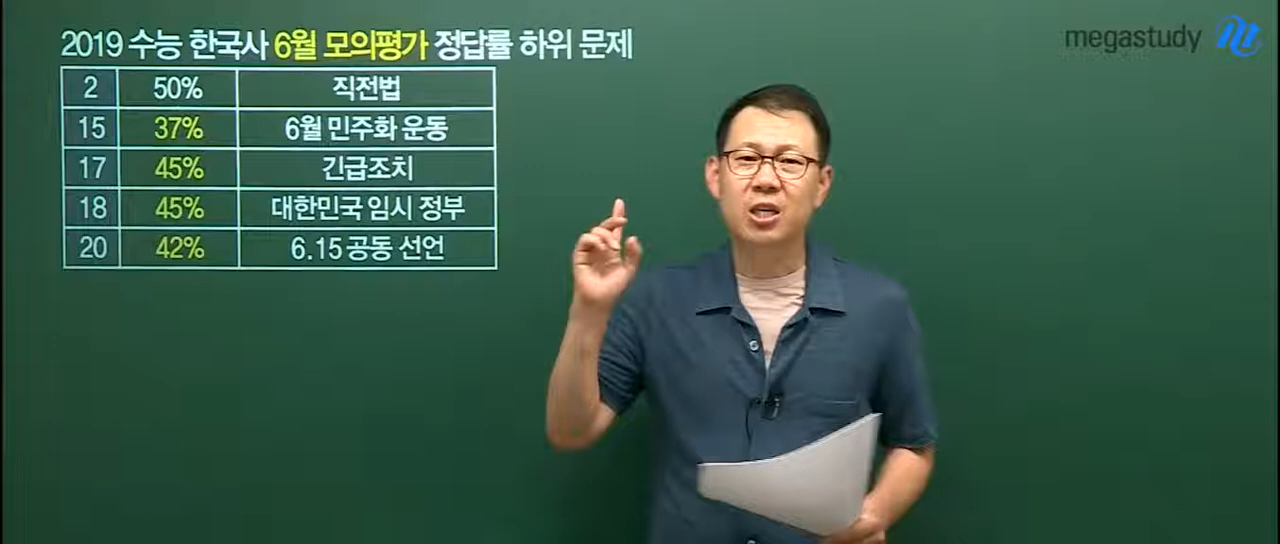 2019 수능 한국사 6월 모의평가 정답률 하위 문제
megastudy
2 50% 직전법
15 37% 6월 민주화 운동
17 45% 긴급조치
18 45% 대한민국 임시 정부
20 42% 6.15 공동 선언